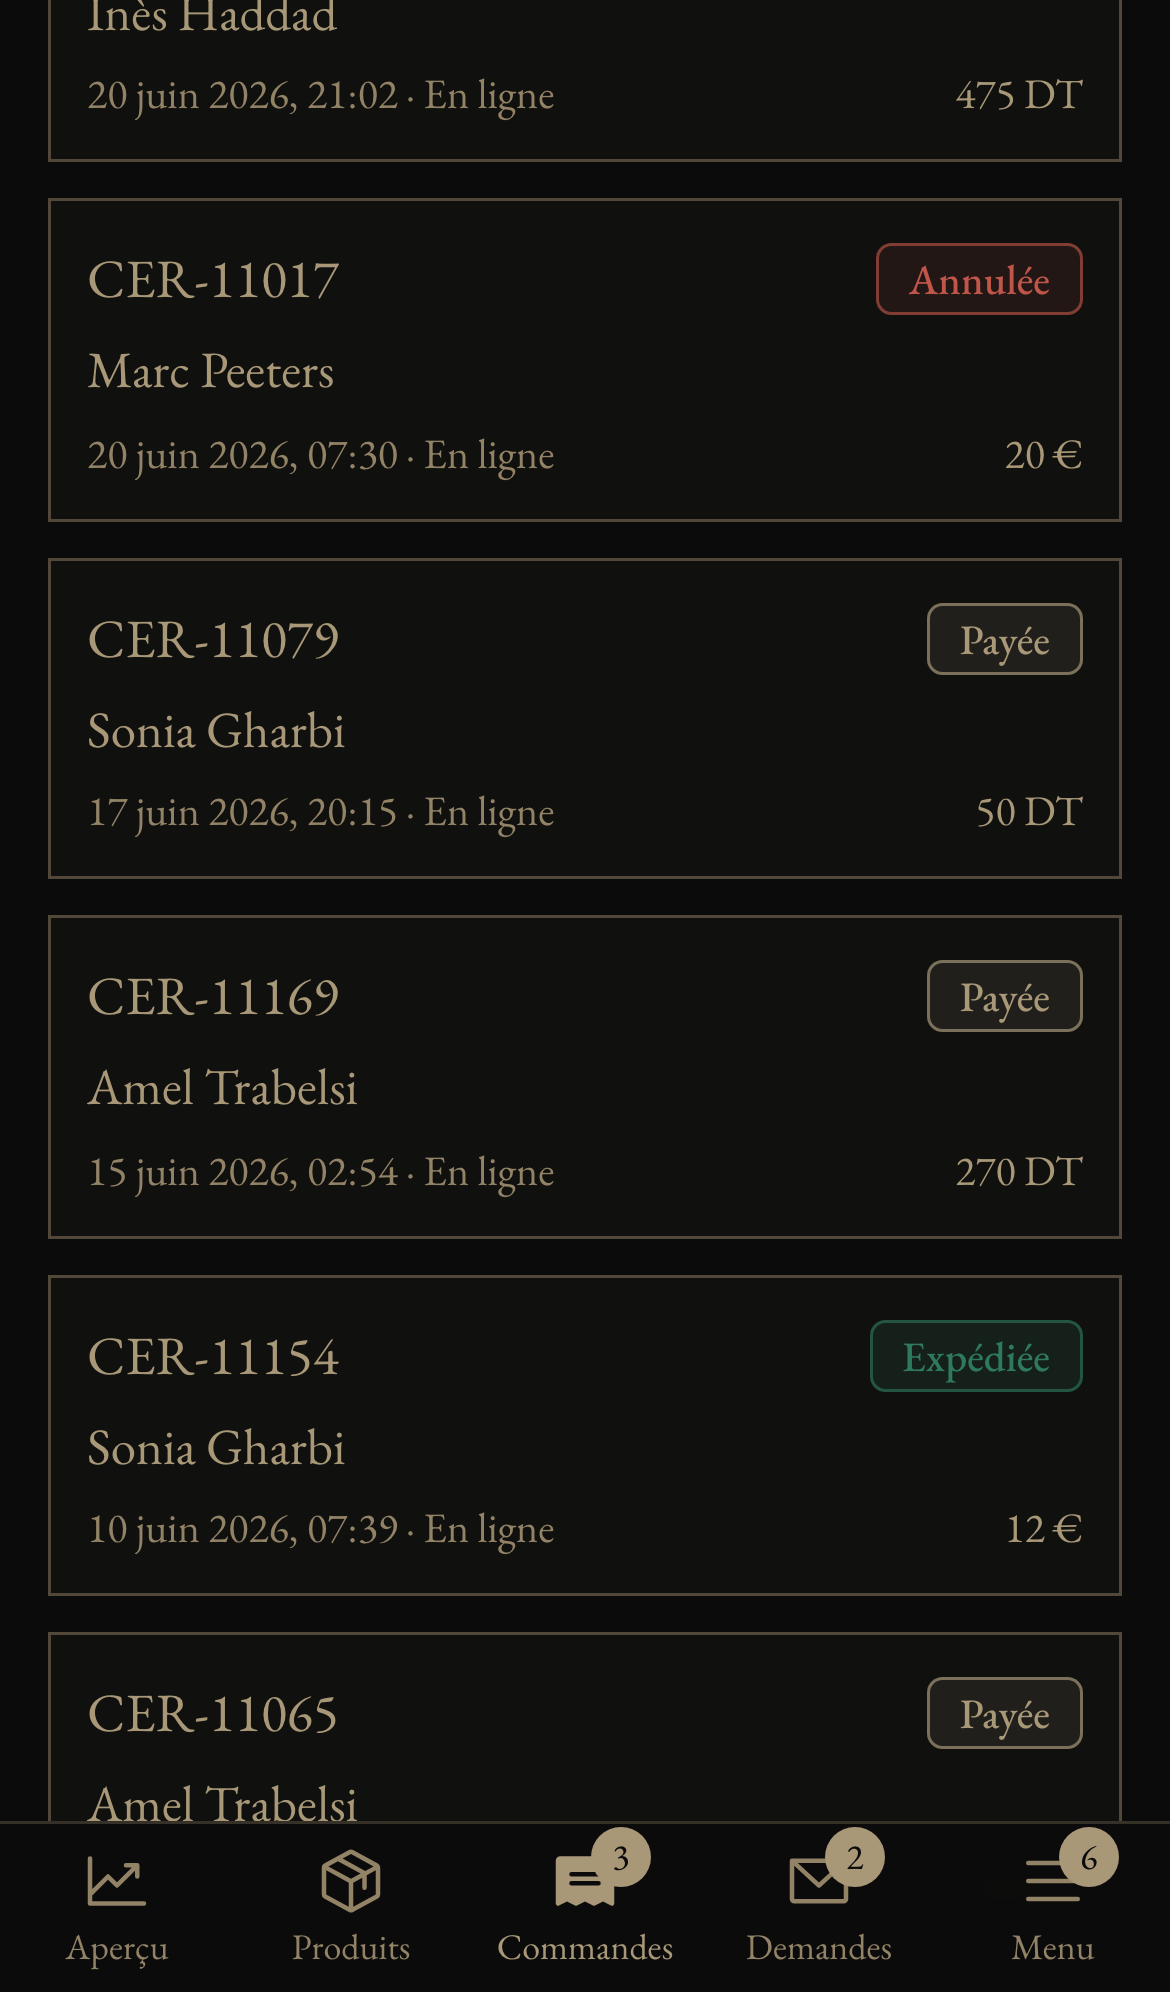 Inès Haddad
20 juin 2026, 21:02 · En ligne 475 DT
CER-11017 Annulée
Marc Peeters
20 juin 2026, 07:30 · En ligne 20 €
CER-11079 Payée
Sonia Gharbi
17 juin 2026, 20:15 · En ligne 50 DT
CER-11169 Payée
Amel Trabelsi
15 juin 2026, 02:54 · En ligne 270 DT
CER-11154 Expédiée
Sonia Gharbi
10 juin 2026, 07:39 · En ligne 12 €
CER-11065 Payée
Amel Trabelsi
3 2 6
Aperçu Produits Commandes Demandes Menu